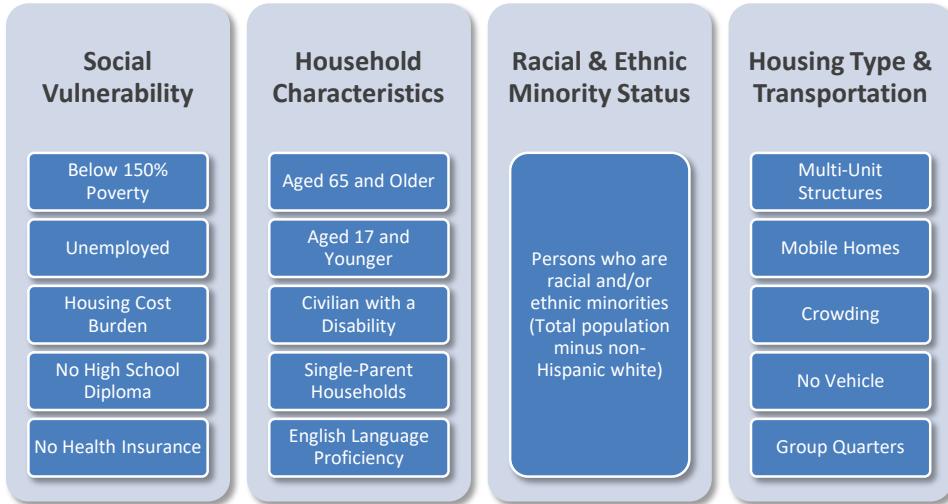 Social
Vulnerability
Below 150%
Poverty
Unemployed
Housing Cost
Burden
No High School
Diploma
No Health Insurance
Household
Characteristics
Aged 65 and Older
Aged 17 and
Younger
Civilian with a
Disability
Single-Parent
Households
English Language
Proficiency
Racial & Ethnic
Minority Status
Persons who are
racial and/or
ethnic minorities
(Total population
minus non-
Hispanic white)
Housing Type &
Transportation
Multi-Unit
Structures
Mobile Homes
Crowding
No Vehicle
Group Quarters